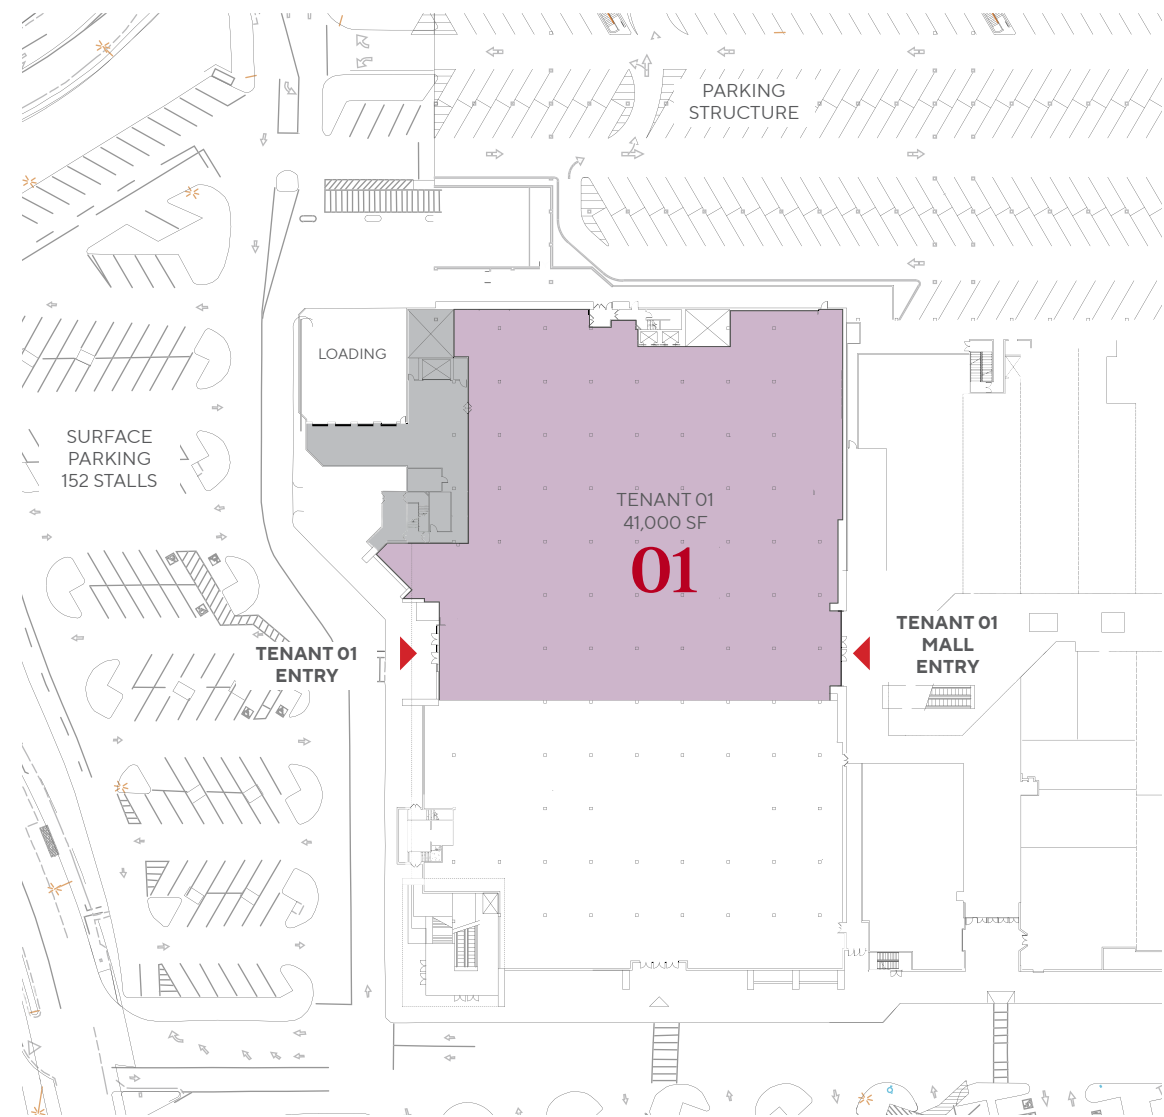 PARKING
STRUCTURE
LOADING
SURFACE
PARKING
152 STALLS
TENANT 01
41,000 SF
01
TENANT 01
ENTRY
TENANT 01
MALL
ENTRY